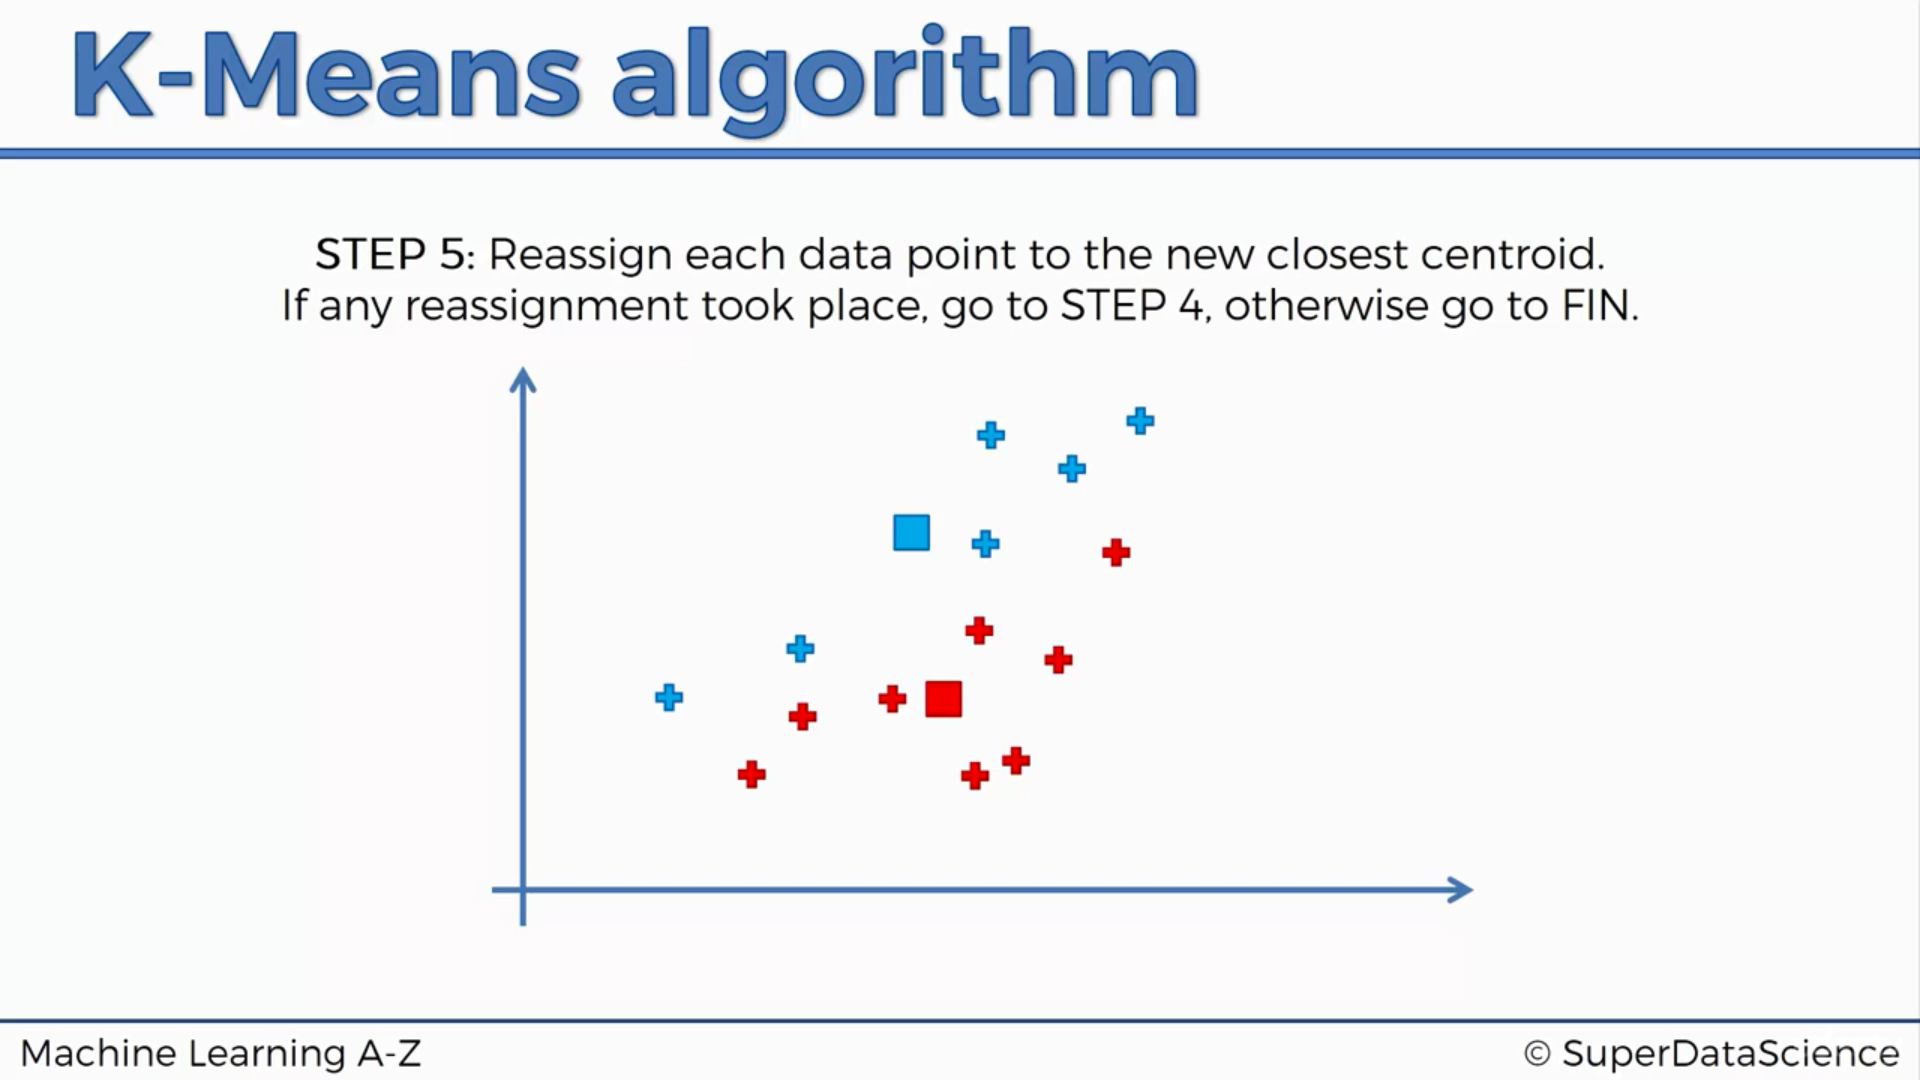 K-Means algorithm
STEP 5: Reassign each data point to the new closest centroid.
If any reassignment took place, go to STEP 4, otherwise go to FIN.
Machine Learning A-Z
© SuperDataScience